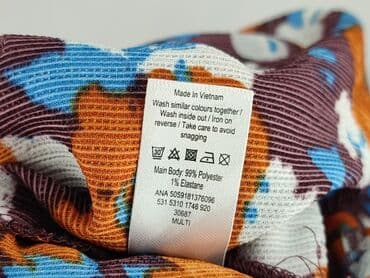 Made In Vietnam
Wash similar colours together /
Wash inside out / Iron on
reverse / Take care to avoid
snagging
Main Body: 99% Polyester
1% Elastane
ANA 5059181376096
531 5310 1746 920
30687
MULTI